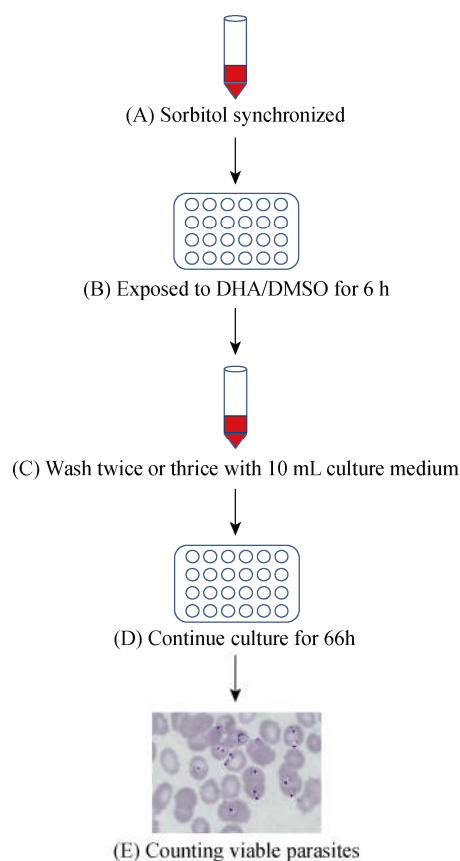 (A) Sorbitol synchronized
(B) Exposed to DHA/DMSO for 6 h
(C) Wash twice or thrice with 10 mL culture medium
(D) Continue culture for 66h
(E) Counting viable parasites